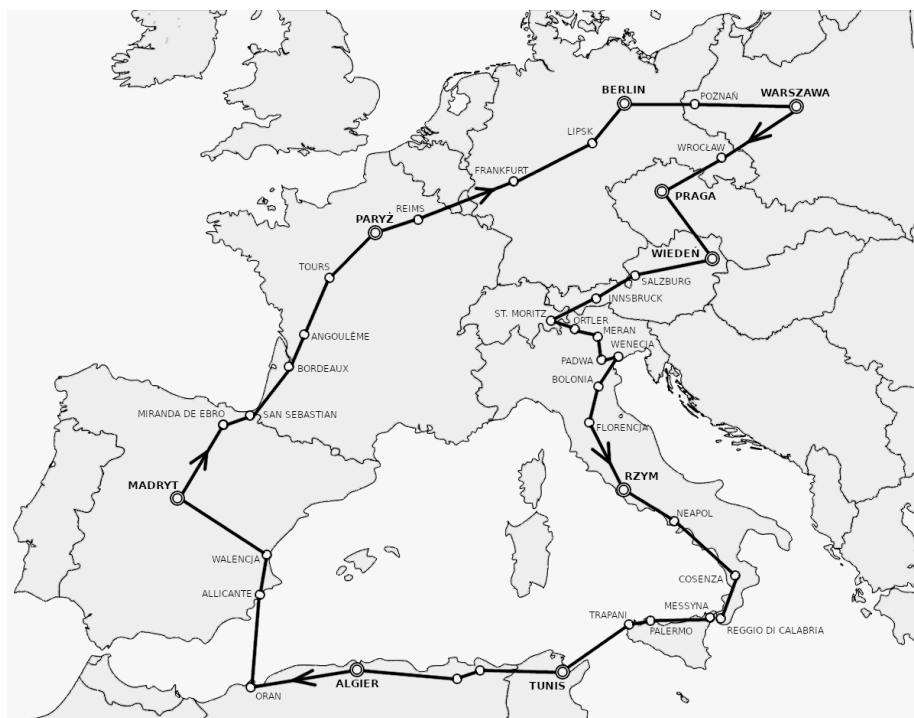 BERLIN
POZNAŃ
WARSZAWA
LIPSK
WROCŁAW
FRANKFURT
PRAGA
REIMS
PARYŻ
WIEDEŃ
TOURS
SALZBURG
INNSBRUCK
ST. MORITZ
ORTLER
MERAN
ANGOULÊME
WENECJA
PADWA
BORDEAUX
BOLONIA
MIRANDA DE EBRO
SAN SEBASTIAN
FLORENCJA
MADRYT
RZYM
NEAPOL
WALENCJA
COSENZA
ALLICANTE
MESSYNA
TRAPANI
PALERMO
REGGIO DI CALABRIA
ALGIER
TUNIS
ORAN